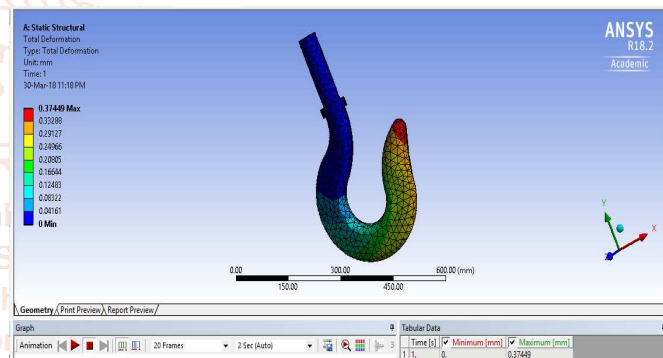 A: Static Structural
Total Deformation
Type: Total Deformation
Unit: mm
Time: 1
30-Mar-18 11:18 PM
0.37449 Max
0.33288
0.29127
0.24966
0.20805
0.16644
0.12483
0.08322
0.04161
0 Min
ANSYS
R18.2
Academic
Y
X
Z
0.00 300.00 600.00 (mm)
150.00 450.00
Geometry Print Preview Report Preview
Graph
Animation 20 Frames 2 Sec (Auto) 3
Tabular Data
Time [s] Minimum [mm] Maximum [mm]
1 1. 0. 0.37449